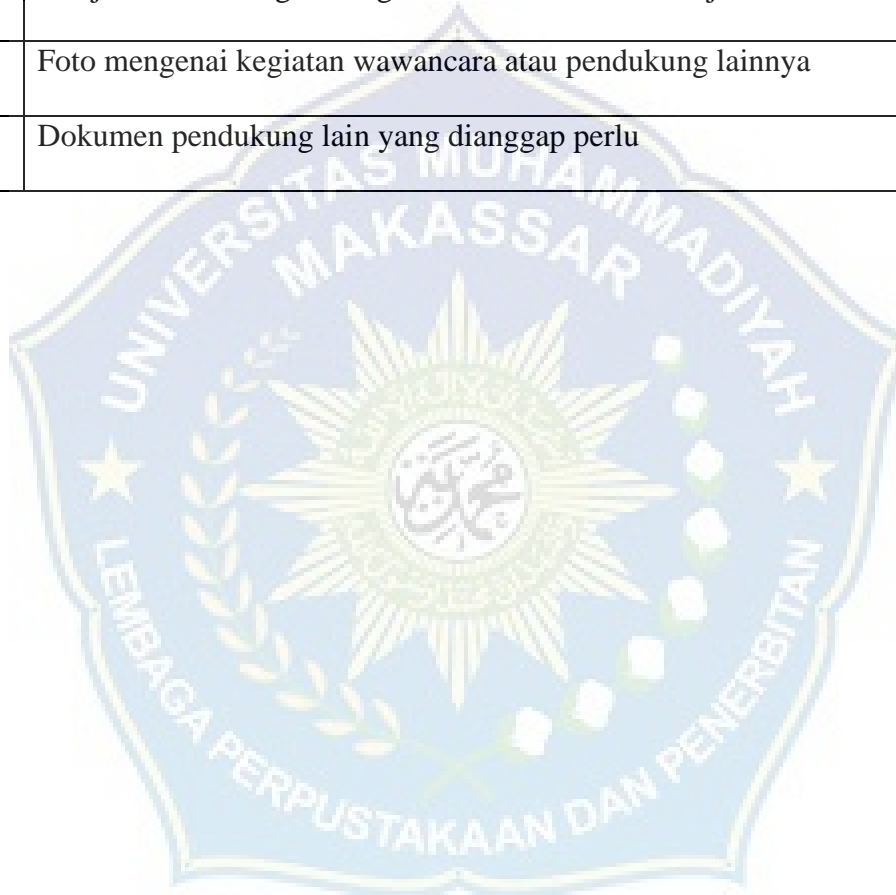 Foto mengenai kegiatan wawancara atau pendukung lainnya
Dokumen pendukung lain yang dianggap perlu
UNIVERSITAS MUHAMMADIYAH
MAKASSAR
LEMBAGA PERPUSTAKAAN DAN PENERBITAN